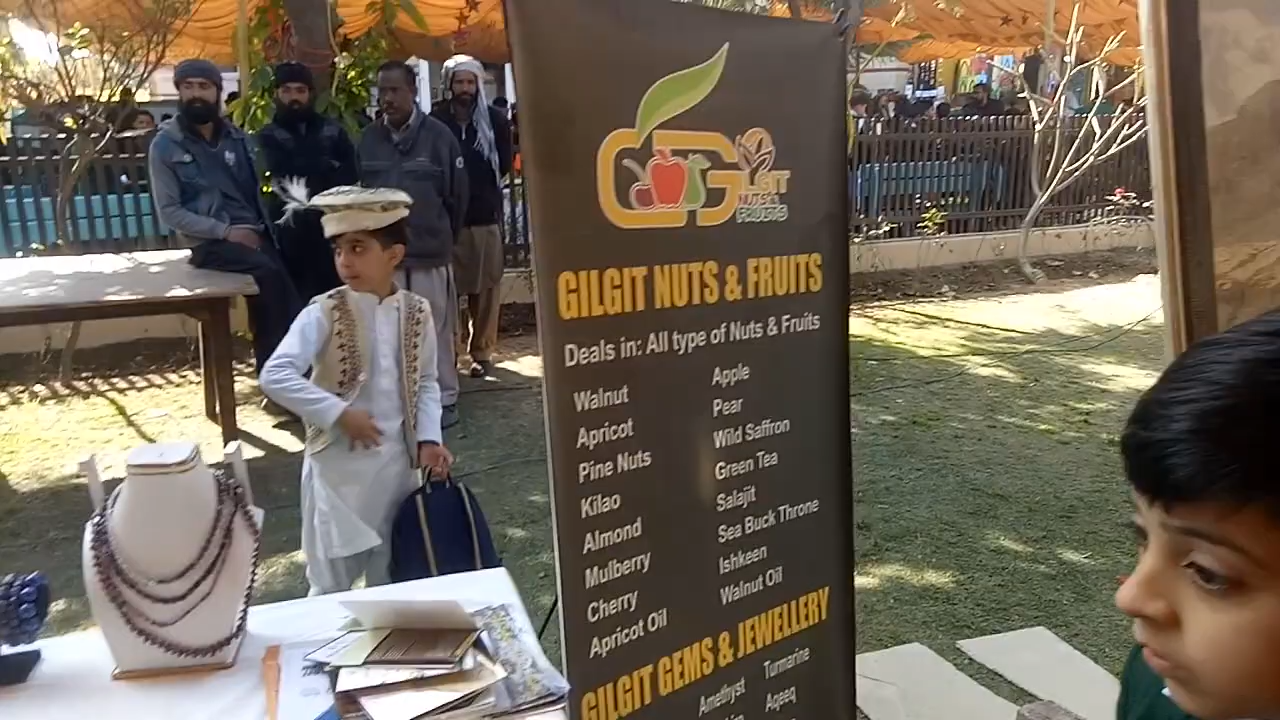 GILGIT
NUTS &
FRUITS
GILGIT NUTS & FRUITS
Deals in: All type of Nuts & Fruits
Walnut
Apricot
Pine Nuts
Kilao
Almond
Mulberry
Cherry
Apricot Oil
Apple
Pear
Wild Saffron
Green Tea
Salajit
Sea Buck Throne
Ishkeen
Walnut Oil
GILGIT GEMS & JEWELLERY
Amethyst
Turmarine
Aqeeq